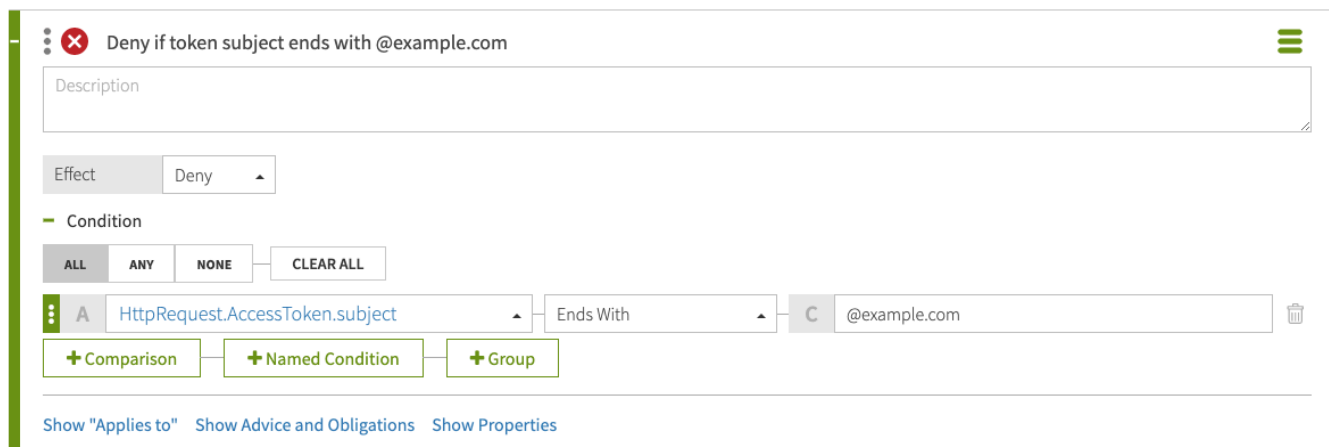 Deny if token subject ends with @example.com
Description
Effect Deny
Condition
ALL ANY NONE CLEAR ALL
A HttpRequest.AccessToken.subject Ends With C @example.com
+ Comparison + Named Condition + Group
Show "Applies to" Show Advice and Obligations Show Properties